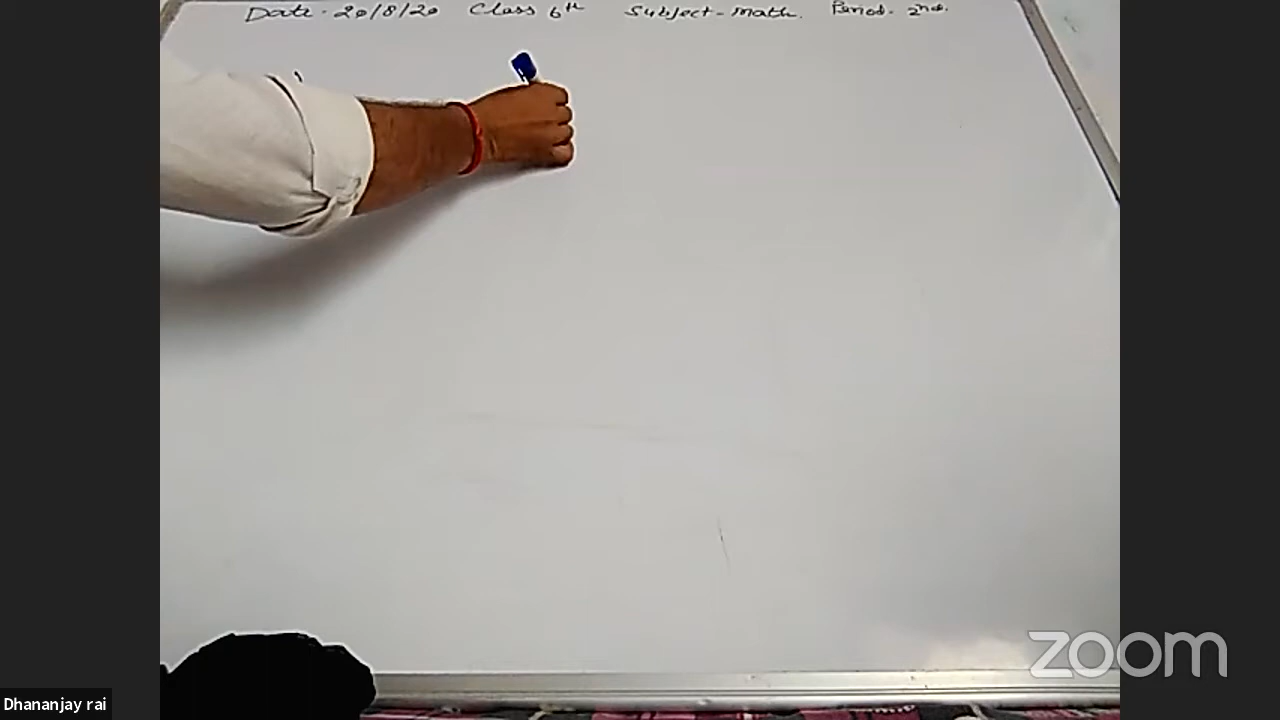 Date - 20/8/20 Class 6th Subject - Math. Period - 2nd.
zoom
Dhananjay rai